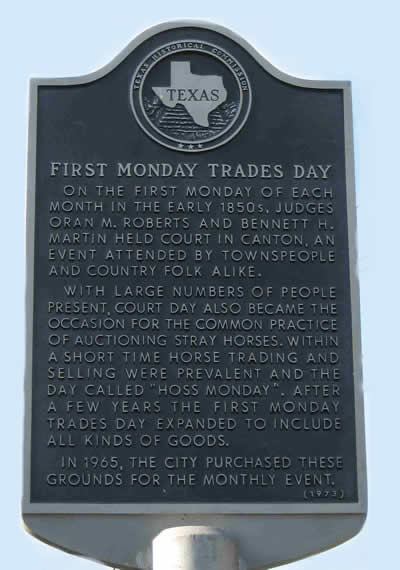 TEXAS HISTORICAL COMMISSION
TEXAS
FIRST MONDAY TRADES DAY
ON THE FIRST MONDAY OF EACH
MONTH IN THE EARLY 1850s, JUDGES
ORAN M. ROBERTS AND BENNETT H.
MARTIN HELD COURT IN CANTON, AN
EVENT ATTENDED BY TOWNSPEOPLE
AND COUNTRY FOLK ALIKE.
WITH LARGE NUMBERS OF PEOPLE
PRESENT, COURT DAY ALSO BECAME THE
OCCASION FOR THE COMMON PRACTICE
OF AUCTIONING STRAY HORSES. WITHIN
A SHORT TIME HORSE TRADING AND
SELLING WERE PREVALENT AND THE
DAY CALLED "HOSS MONDAY". AFTER
A FEW YEARS THE FIRST MONDAY
TRADES DAY EXPANDED TO INCLUDE
ALL KINDS OF GOODS.
IN 1965, THE CITY PURCHASED THESE
GROUNDS FOR THE MONTHLY EVENT.
(1973)